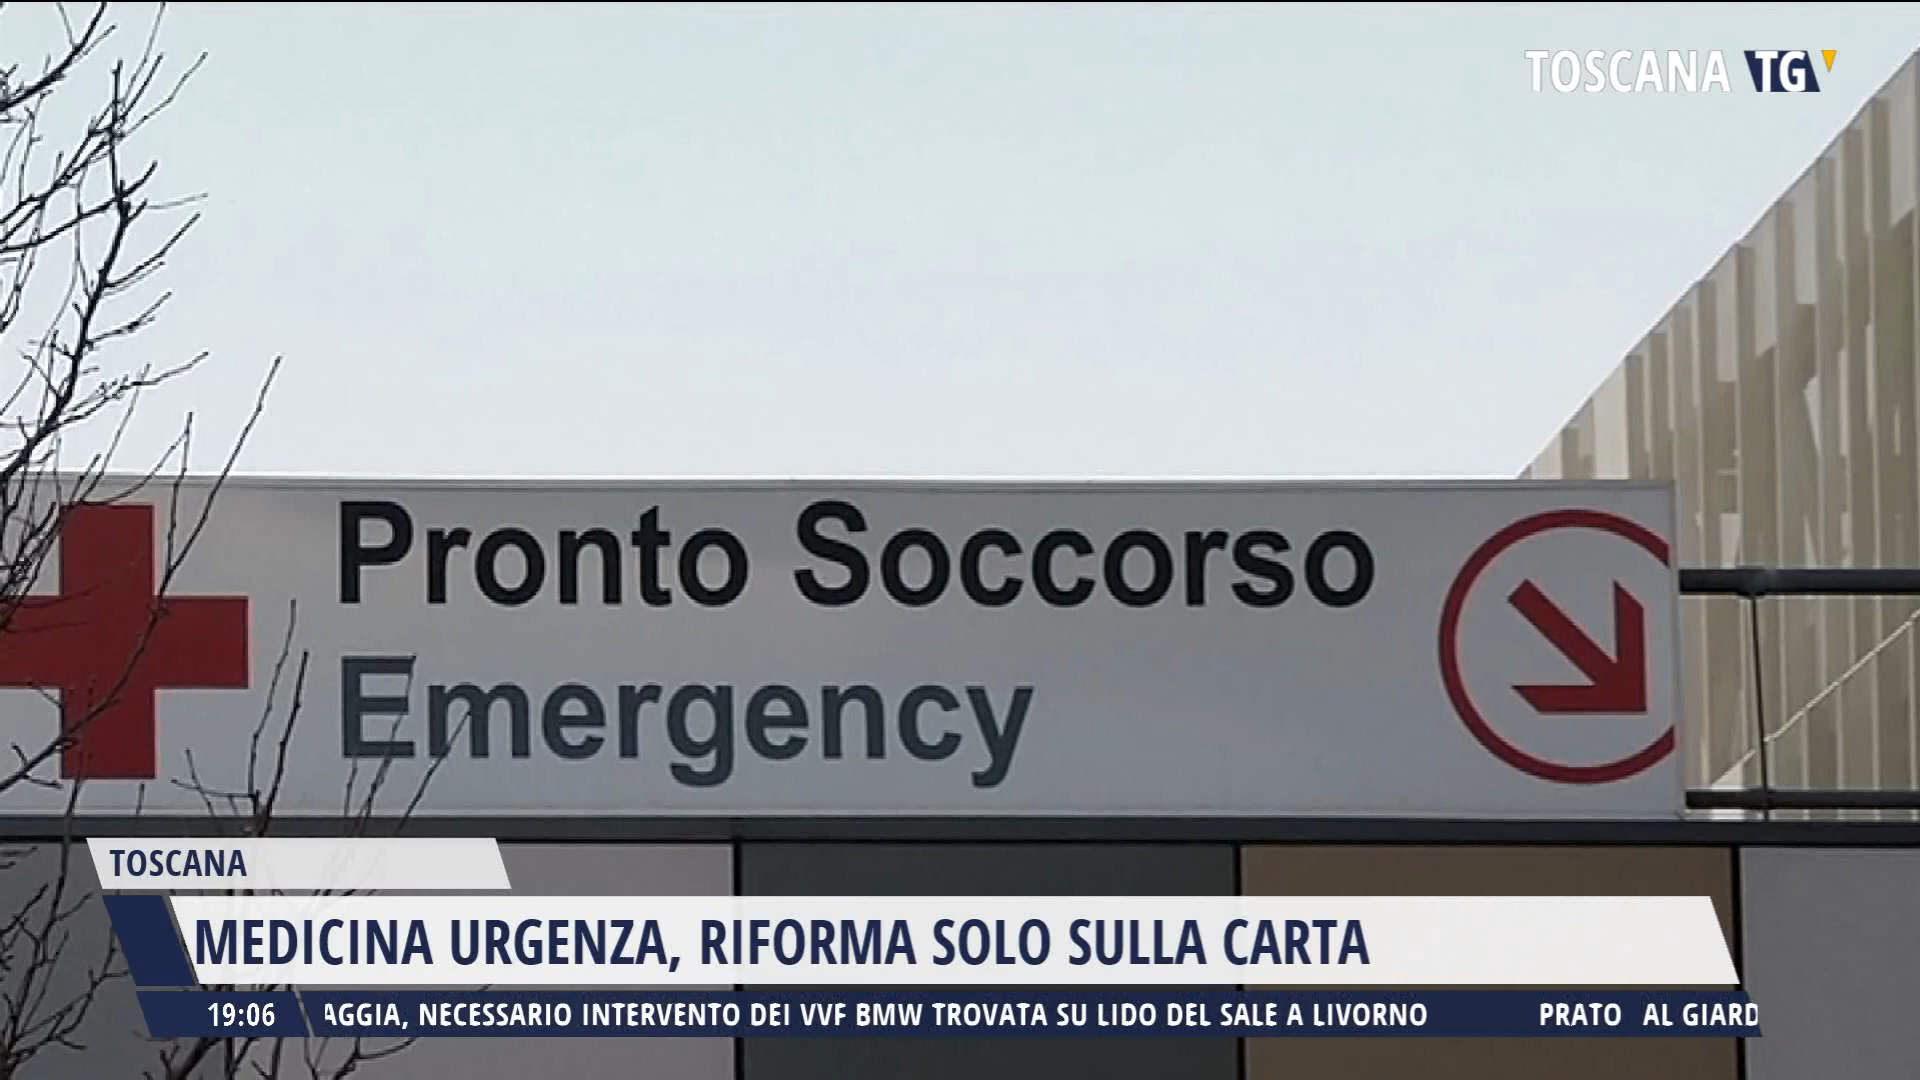 TOSCANA TG
Pronto Soccorso
Emergency
TOSCANA
MEDICINA URGENZA, RIFORMA SOLO SULLA CARTA
19:06 AGGIA, NECESSARIO INTERVENTO DEI VVF BMW TROVATA SU LIDO DEL SALE A LIVORNO PRATO AL GIARD